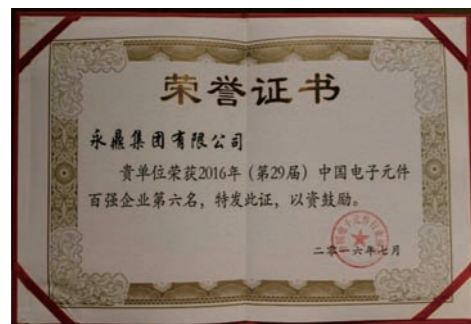 荣誉证书
永鼎集团有限公司
贵单位荣获2016年（第29届）中国电子元件
百强企业第六名，特发此证，以资鼓励。
二零一六年七月